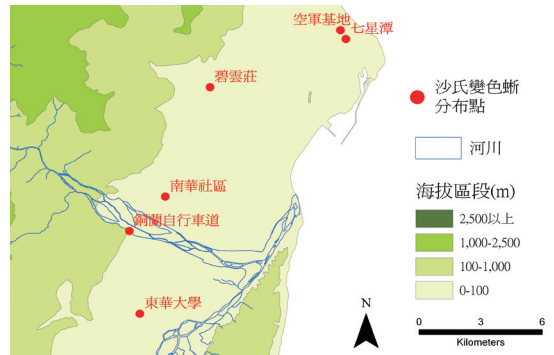 空軍基地
七星潭
碧雲莊
南華社區
銅蘭自行車道
東華大學
沙氏變色蜥
分布點
河川
海拔區段(m)
2,500以上
1,000-2,500
100-1,000
0-100
N
0 3 6
Kilometers